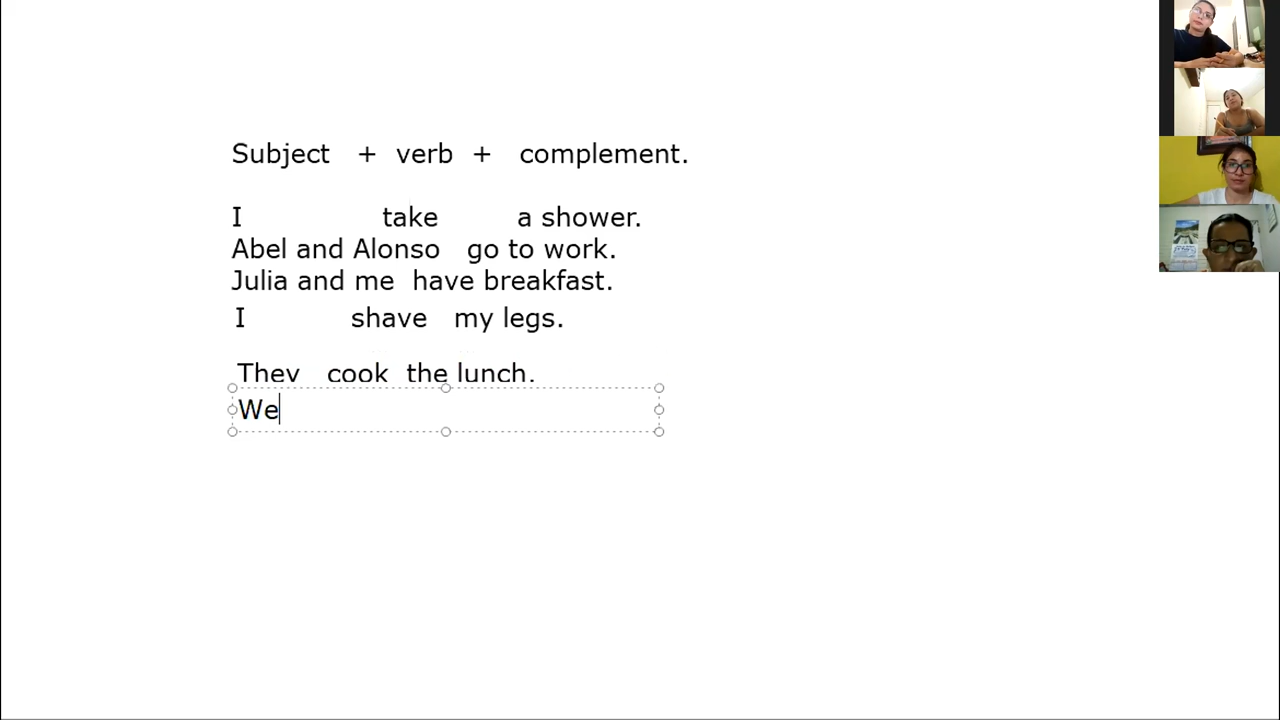 Subject + verb + complement.
I take a shower.
Abel and Alonso go to work.
Julia and me have breakfast.
I shave my legs.
They cook the lunch.
We